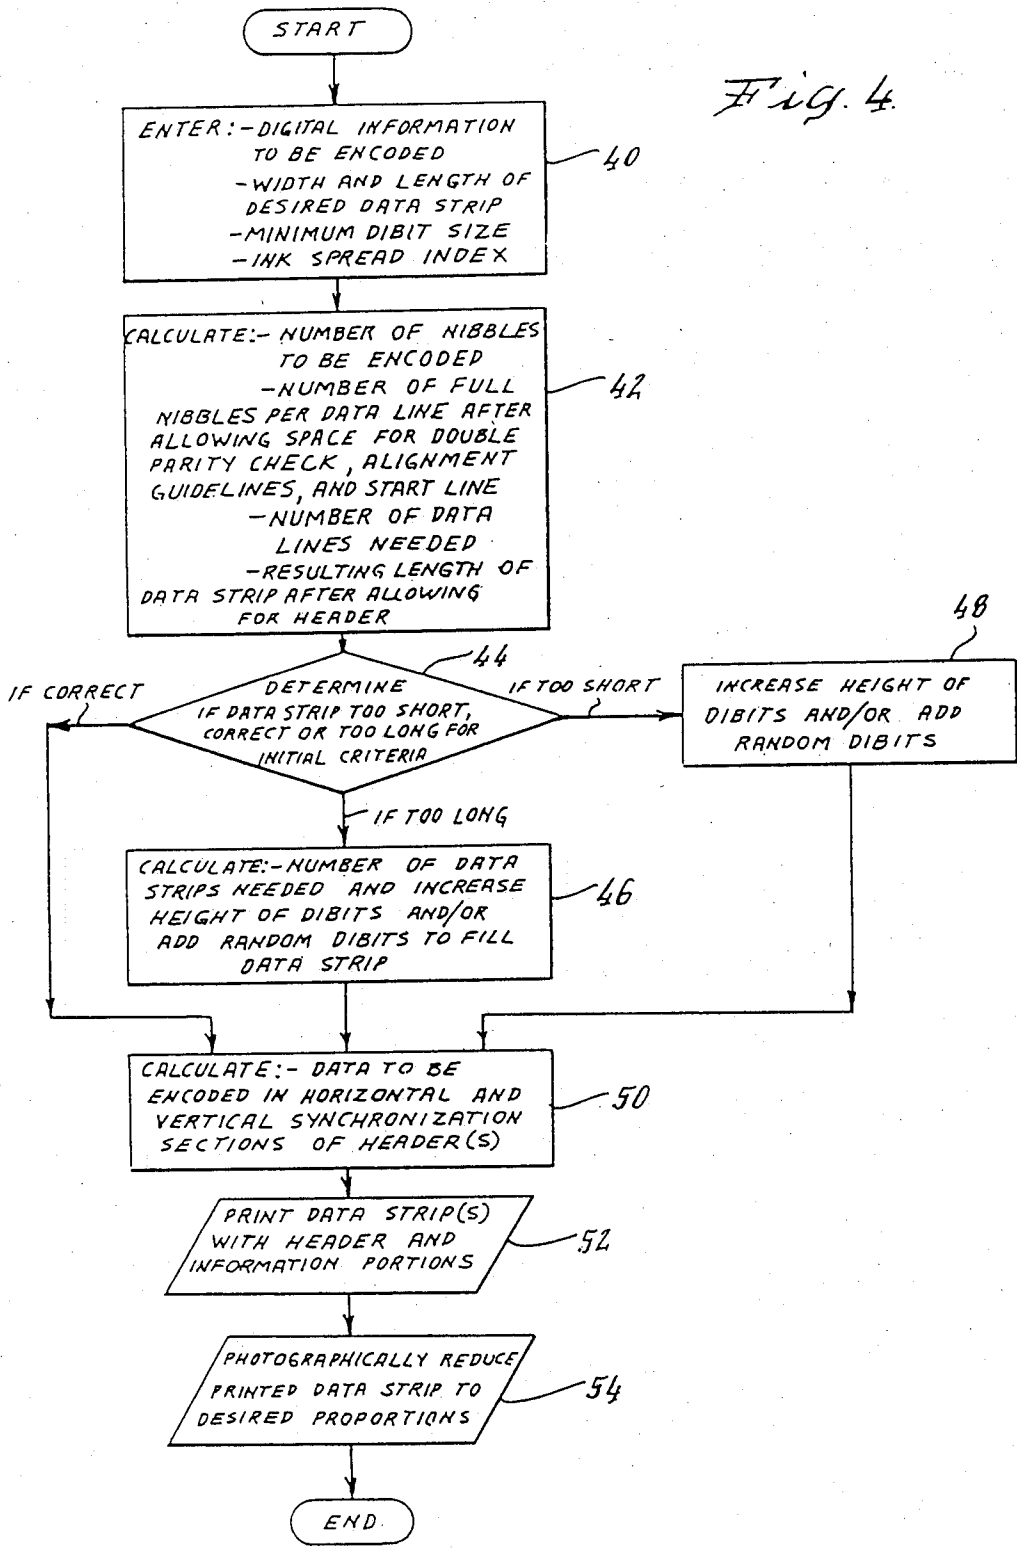 START
Fig. 4.
ENTER:-DIGITAL INFORMATION
TO BE ENCODED
-WIDTH AND LENGTH OF
DESIRED DATA STRIP
-MINIMUM DIBIT SIZE
-INK SPREAD INDEX
40
CALCULATE:- NUMBER OF NIBBLES
TO BE ENCODED
-NUMBER OF FULL
NIBBLES PER DATA LINE AFTER
ALLOWING SPACE FOR DOUBLE
PARITY CHECK, ALIGNMENT
GUIDELINES, AND START LINE
-NUMBER OF DATA
LINES NEEDED
-RESULTING LENGTH OF
DATA STRIP AFTER ALLOWING
FOR HEADER
42
44
DETERMINE
IF DATA STRIP TOO SHORT,
CORRECT OR TOO LONG FOR
INITIAL CRITERIA
IF CORRECT
IF TOO SHORT
48
INCREASE HEIGHT OF
DIBITS AND/OR ADD
RANDOM DIBITS
IF TOO LONG
CALCULATE:-NUMBER OF DATA
STRIPS NEEDED AND INCREASE
HEIGHT OF DIBITS AND/OR
ADD RANDOM DIBITS TO FILL
DATA STRIP
46
CALCULATE:- DATA TO BE
ENCODED IN HORIZONTAL AND
VERTICAL SYNCHRONIZATION
SECTIONS OF HEADER(S)
50
PRINT DATA STRIP(S)
WITH HEADER AND
INFORMATION PORTIONS
52
PHOTOGRAPHICALLY REDUCE
PRINTED DATA STRIP TO
DESIRED PROPORTIONS
54
END